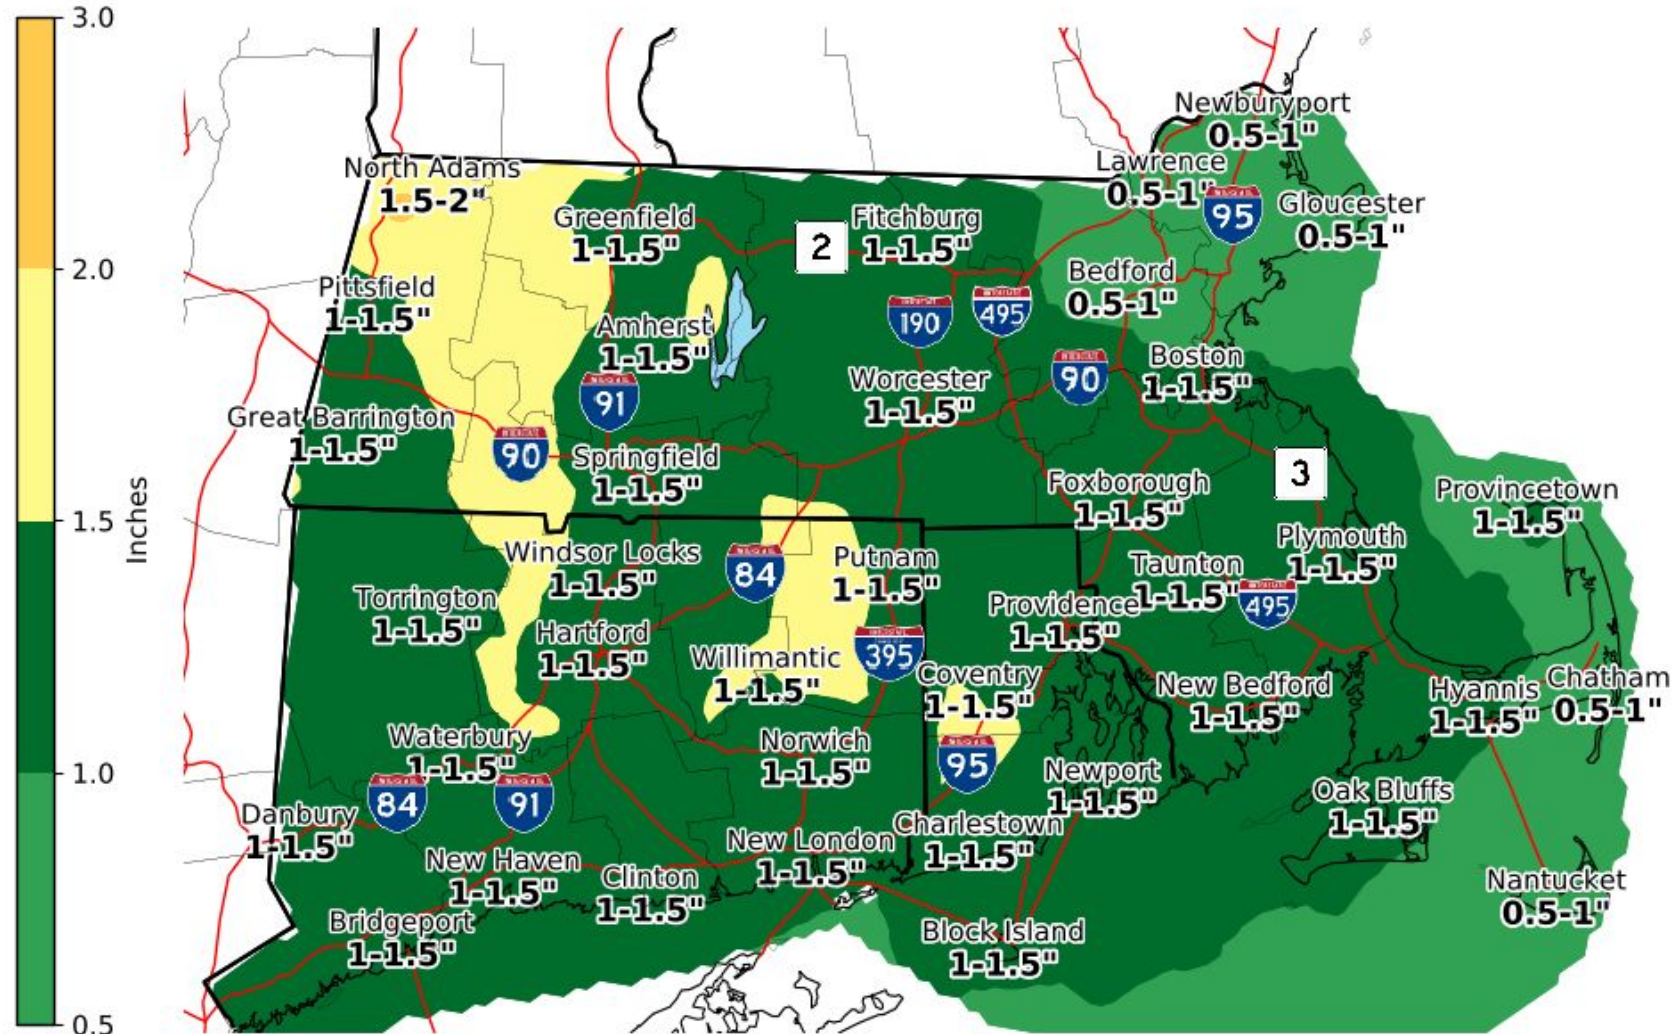 3.0
2.0
1.5
1.0
0.5
Inches
Newburyport
0.5-1"
Lawrence
0.5-1"
95
Gloucester
0.5-1"
North Adams
1.5-2"
Greenfield
1-1.5"
2
Fitchburg
1-1.5"
Bedford
0.5-1"
Pittsfield
1-1.5"
Amherst
1-1.5"
190
495
90
Boston
1-1.5"
Worcester
1-1.5"
91
Great Barrington
1-1.5"
90
Springfield
1-1.5"
3
Foxborough
1-1.5"
Provincetown
1-1.5"
Windsor Locks
1-1.5"
84
Putnam
1-1.5"
Plymouth
1-1.5"
Taunton
1-1.5"
495
Torrington
1-1.5"
Providence
1-1.5"
Hartford
1-1.5"
Willimantic
1-1.5"
395
Coventry
1-1.5"
New Bedford
1-1.5"
Hyannis
1-1.5"
Chatham
0.5-1"
Waterbury
1-1.5"
Norwich
1-1.5"
95
Newport
1-1.5"
84
91
Oak Bluffs
1-1.5"
Danbury
1-1.5"
New Haven
1-1.5"
Clinton
1-1.5"
New London
1-1.5"
Charlestown
1-1.5"
Nantucket
0.5-1"
Bridgeport
1-1.5"
Block Island
1-1.5"